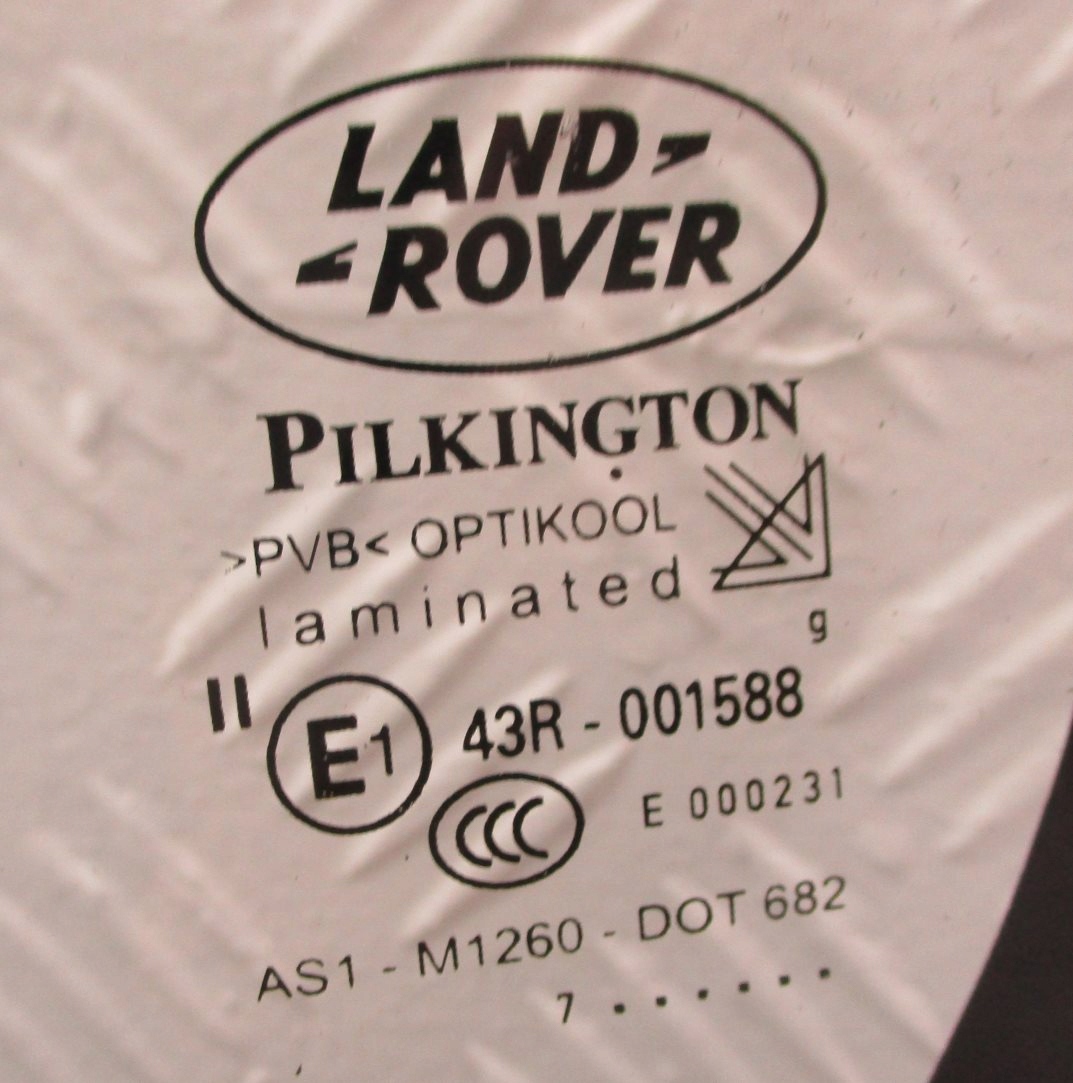 LAND
ROVER
PILKINGTON
>PVB< OPTIKOOL
laminated
g
II E1 43R - 001588
CCC E 000231
AS1 - M1260 - DOT 682
7 . . . . . .